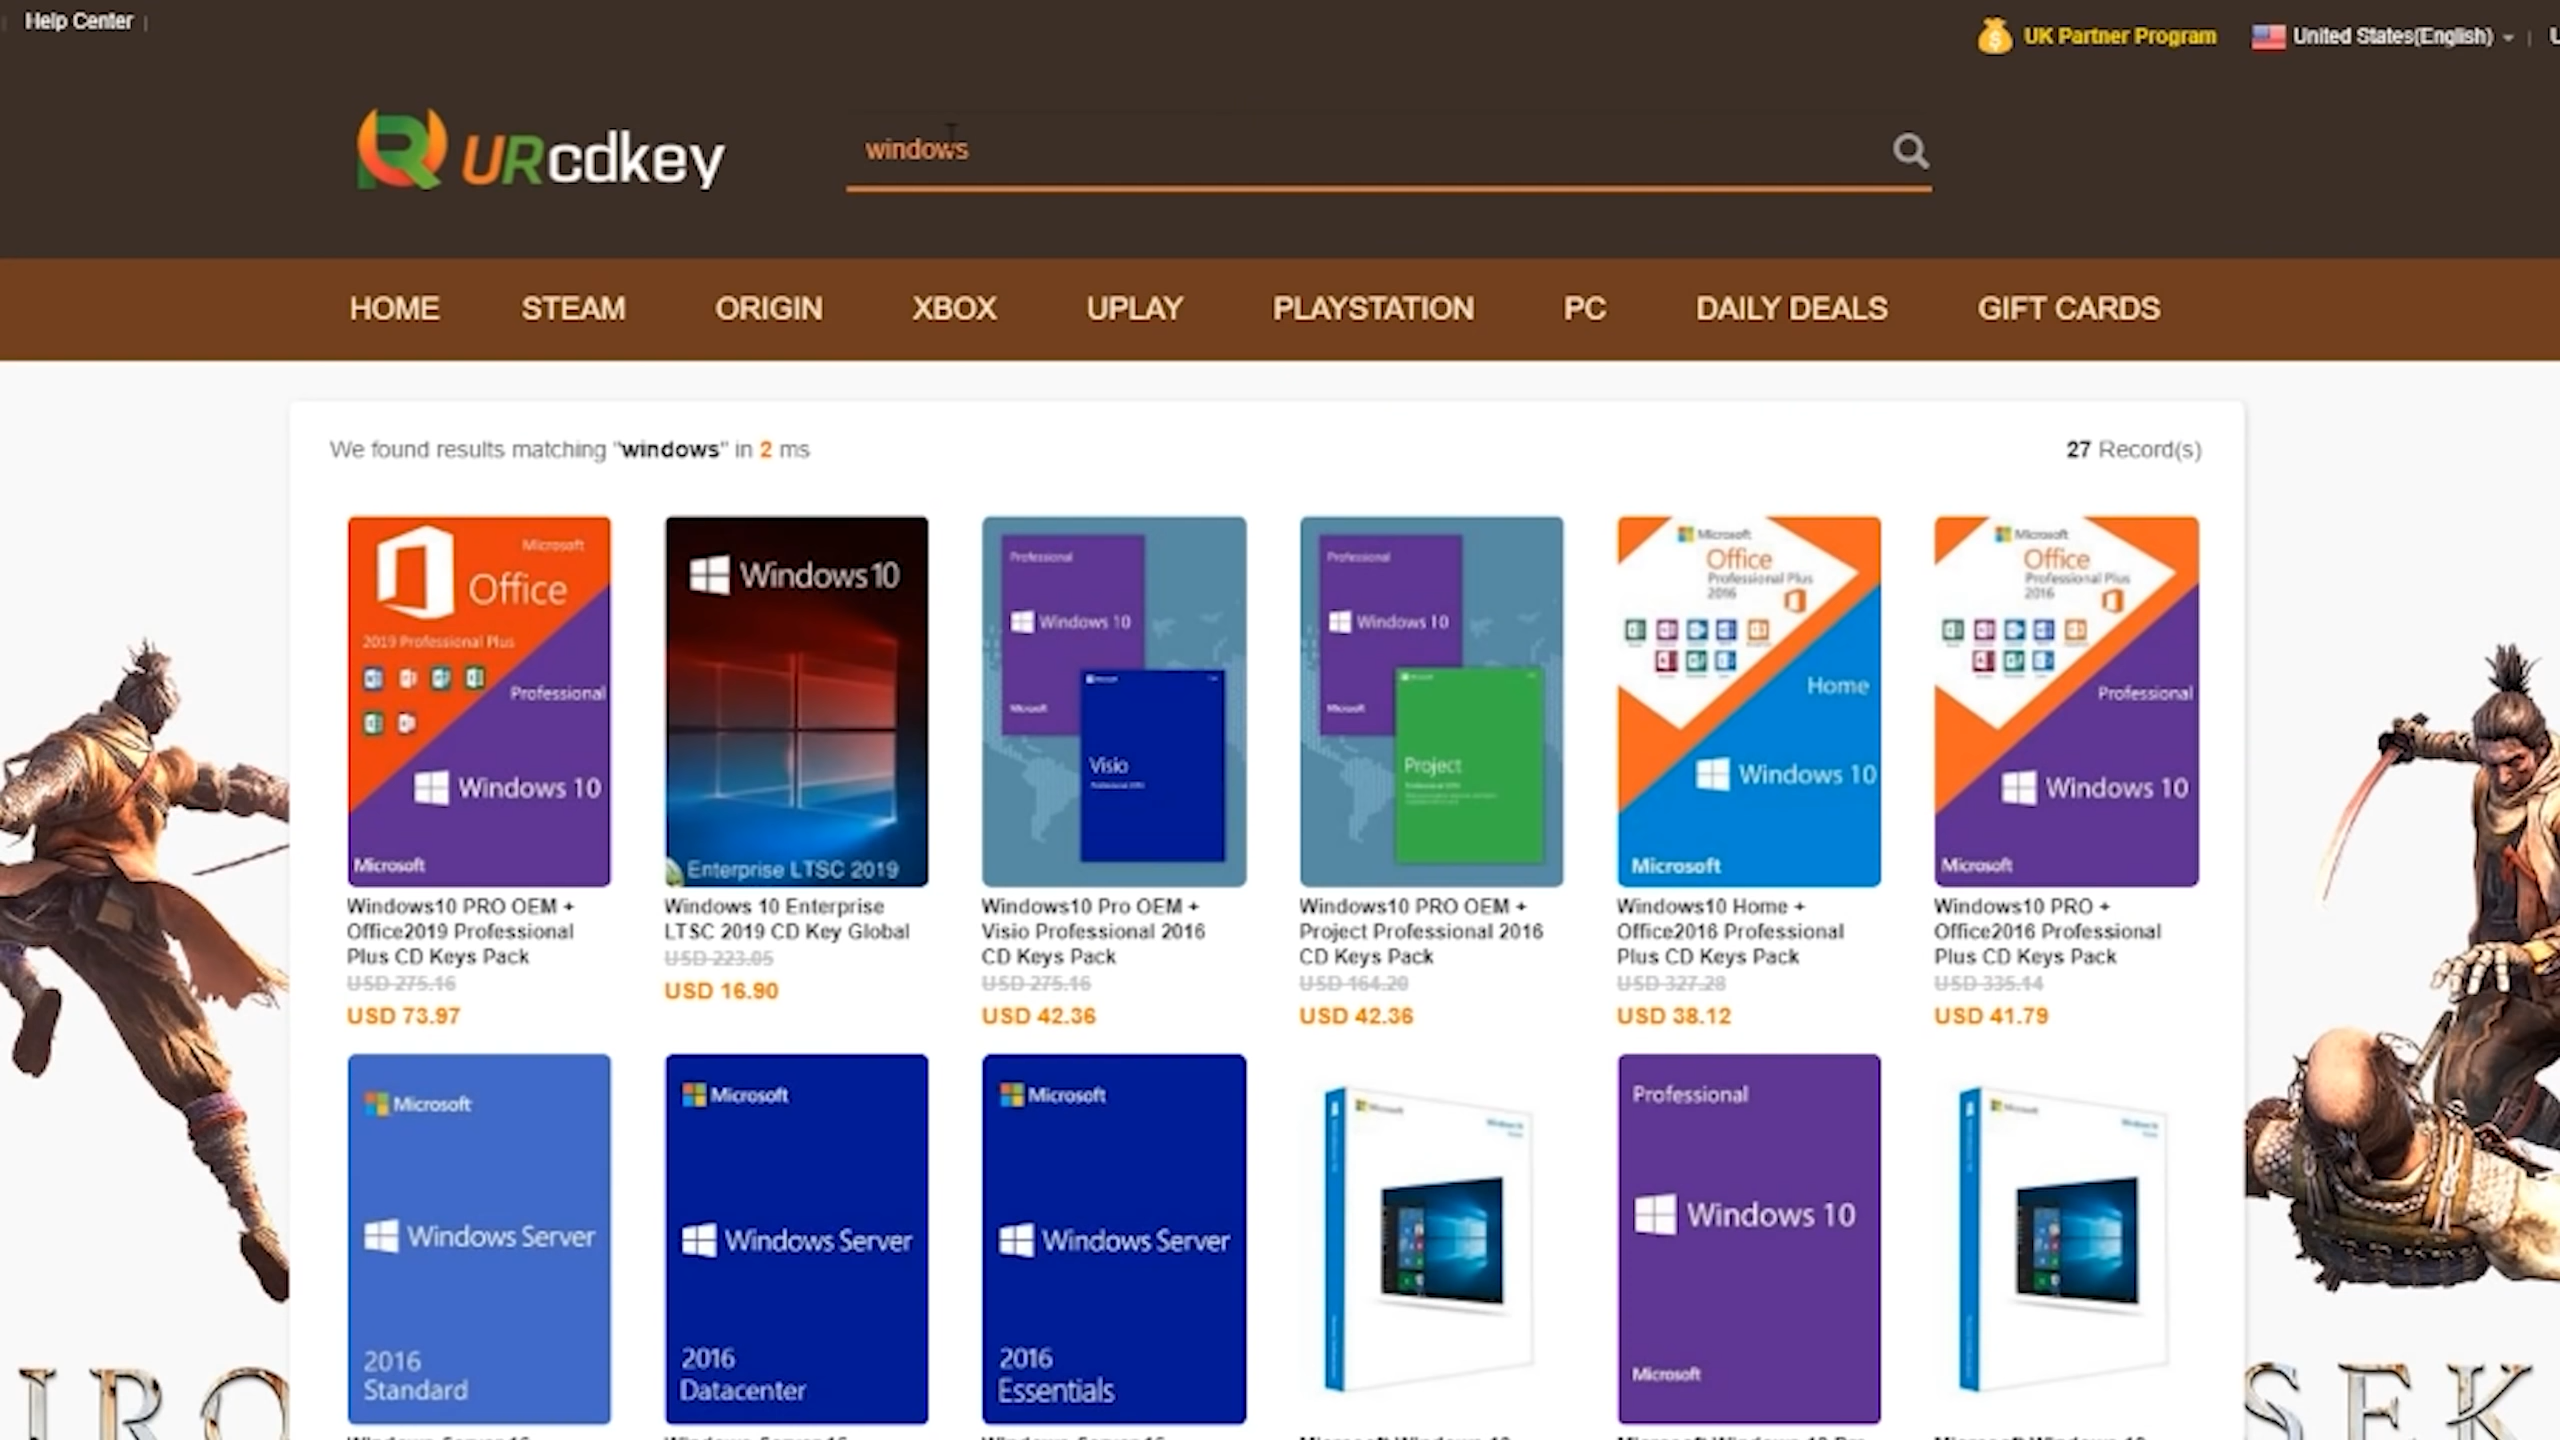 Help Center
UK Partner Program
United States(English)
URcdkey
windows
HOME STEAM ORIGIN XBOX UPLAY PLAYSTATION PC DAILY DEALS GIFT CARDS
We found results matching "windows" in 2 ms
27 Record(s)
Microsoft
Office
2019 Professional Plus
Professional
Windows 10
Microsoft
Windows10 PRO OEM +
Office2019 Professional
Plus CD Keys Pack
USD 275.16
USD 73.97
Windows 10
Enterprise LTSC 2019
Windows 10 Enterprise
LTSC 2019 CD Key Global
USD 223.05
USD 16.90
Professional
Windows 10
Microsoft
Visio
Windows10 Pro OEM +
Visio Professional 2016
CD Keys Pack
USD 275.16
USD 42.36
Professional
Windows 10
Microsoft
Project
Windows10 PRO OEM +
Project Professional 2016
CD Keys Pack
USD 164.20
USD 42.36
Microsoft
Office
Professional Plus
2016
Home
Windows 10
Microsoft
Windows10 Home +
Office2016 Professional
Plus CD Keys Pack
USD 327.28
USD 38.12
Microsoft
Office
Professional Plus
2016
Professional
Windows 10
Microsoft
Windows10 PRO +
Office2016 Professional
Plus CD Keys Pack
USD 335.14
USD 41.79
Microsoft
Windows Server
2016
Standard
Microsoft
Windows Server
2016
Datacenter
Microsoft
Windows Server
2016
Essentials
Professional
Windows 10
Microsoft
IRO
SEK